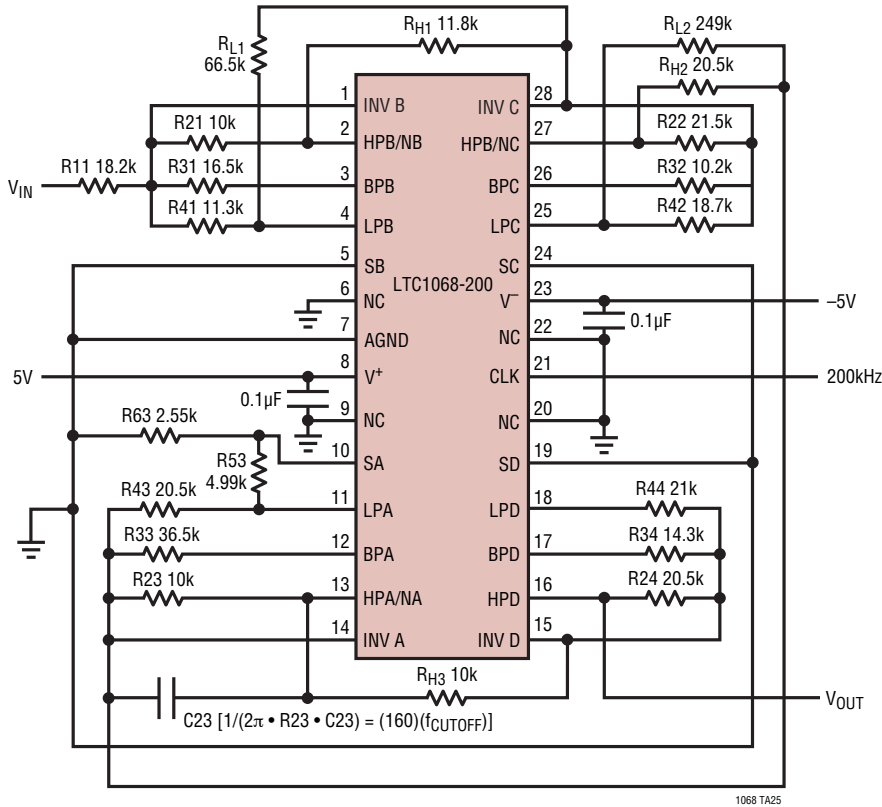 RL1
66.5k
RH1 11.8k
RL2 249k
RH2 20.5k
1 INV B
INV C 28
R21 10k
2 HPB/NB
HPB/NC 27
R22 21.5k
VIN
R11 18.2k
R31 16.5k
3 BPB
BPC 26
R32 10.2k
R41 11.3k
4 LPB
LPC 25
R42 18.7k
5 SB
SC 24
LTC1068-200
6 NC
V– 23
–5V
0.1µF
7 AGND
NC 22
5V
8 V+
CLK 21
200kHz
0.1µF
9 NC
NC 20
R63 2.55k
10 SA
SD 19
R53
4.99k
R43 20.5k
11 LPA
LPD 18
R44 21k
R33 36.5k
12 BPA
BPD 17
R34 14.3k
R23 10k
13 HPA/NA
HPD 16
R24 20.5k
14 INV A
INV D 15
RH3 10k
VOUT
C23 [1/(2π • R23 • C23) = (160)(fCUTOFF)]
1068 TA25